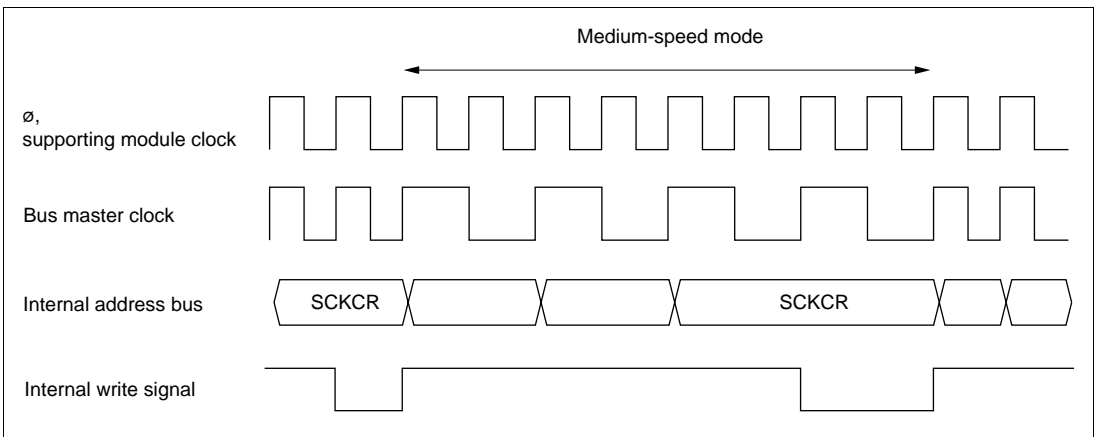 Medium-speed mode
ø,
supporting module clock
Bus master clock
Internal address bus
SCKCR
SCKCR
Internal write signal